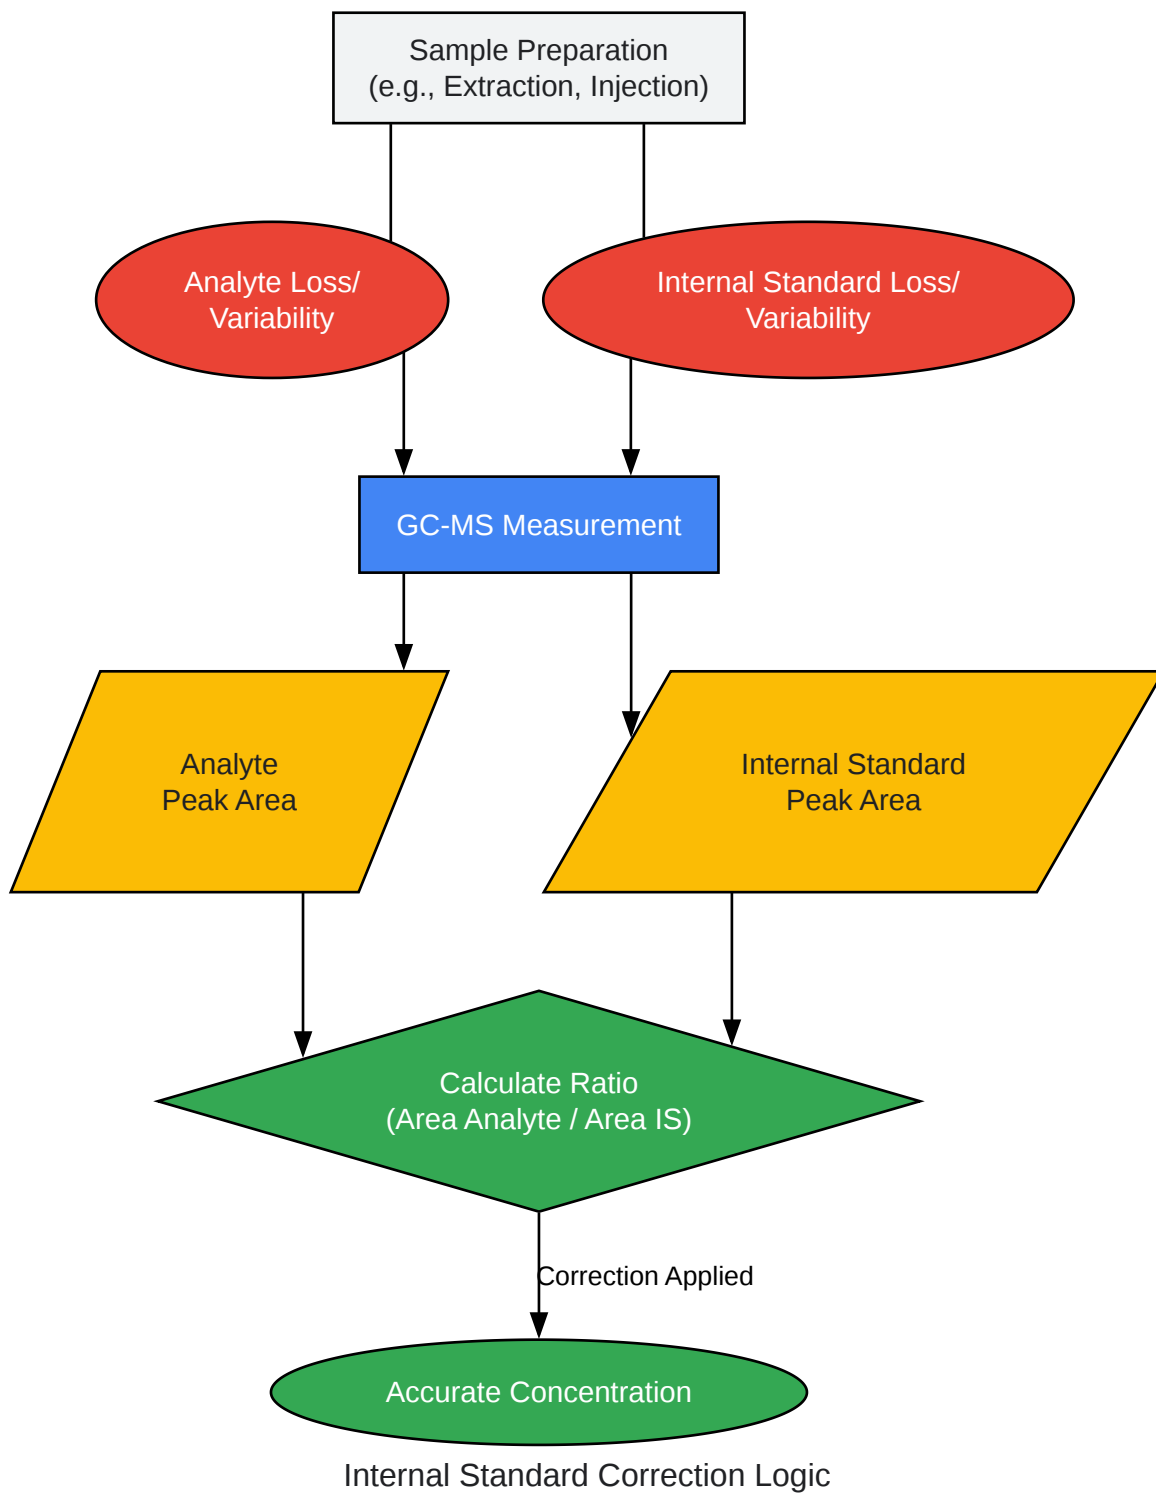 Sample Preparation
(e.g., Extraction, Injection)
Analyte Loss/
Variability
Internal Standard Loss/
Variability
GC-MS Measurement
Analyte
Peak Area
Internal Standard
Peak Area
Calculate Ratio
(Area Analyte / Area IS)
Correction Applied
Accurate Concentration
Internal Standard Correction Logic